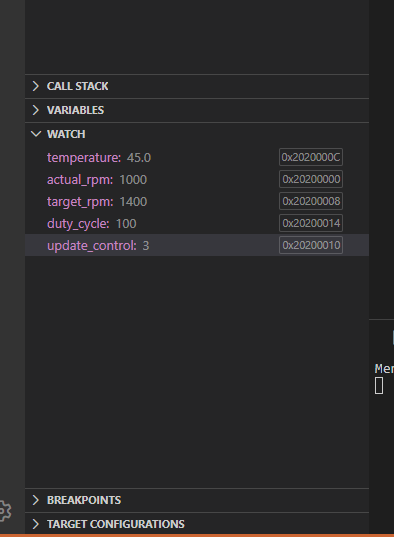 CALL STACK
VARIABLES
WATCH
temperature: 45.0 0x2020000C
actual_rpm: 1000 0x20200000
target_rpm: 1400 0x20200008
duty_cycle: 100 0x20200014
update_control: 3 0x20200010
BREAKPOINTS
TARGET CONFIGURATIONS